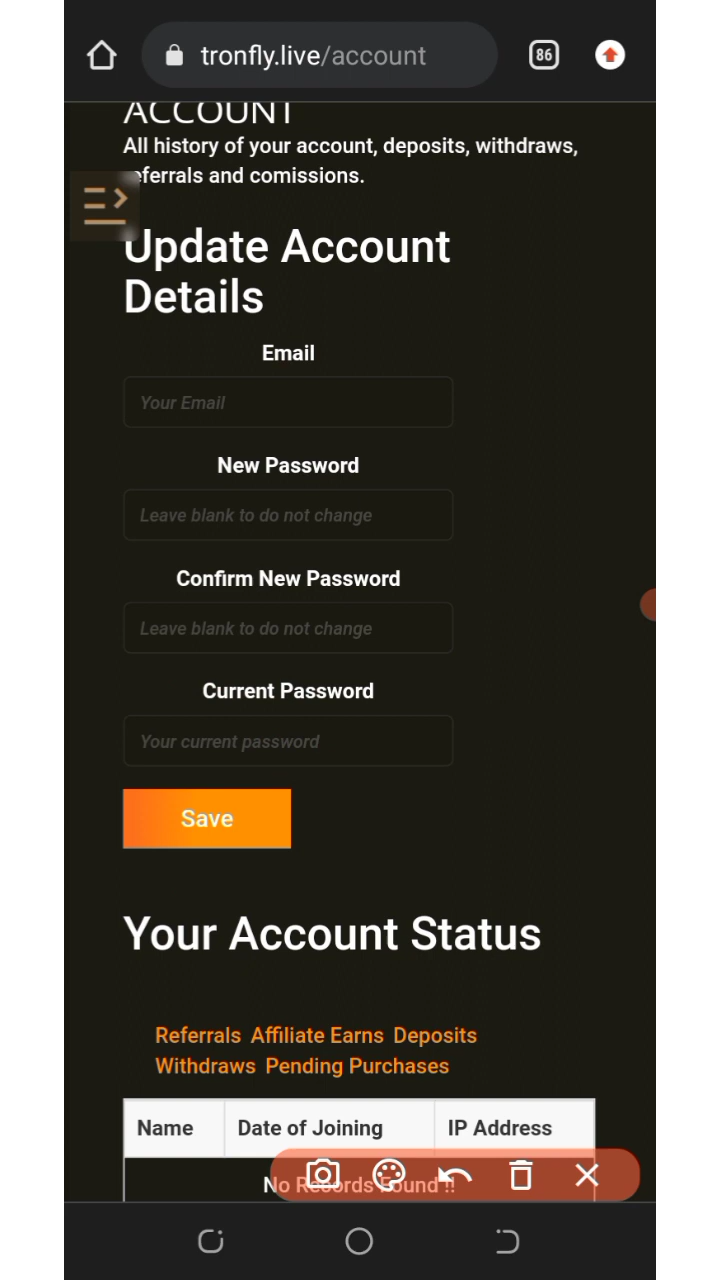 tronfly.live/account
86
ACCOUNT
All history of your account, deposits, withdraws,
eferrals and comissions.
Update Account
Details
Email
Your Email
New Password
Leave blank to do not change
Confirm New Password
Leave blank to do not change
Current Password
Your current password
Save
Your Account Status
Referrals Affiliate Earns Deposits
Withdraws Pending Purchases
Name Date of Joining IP Address
No Records Found !!